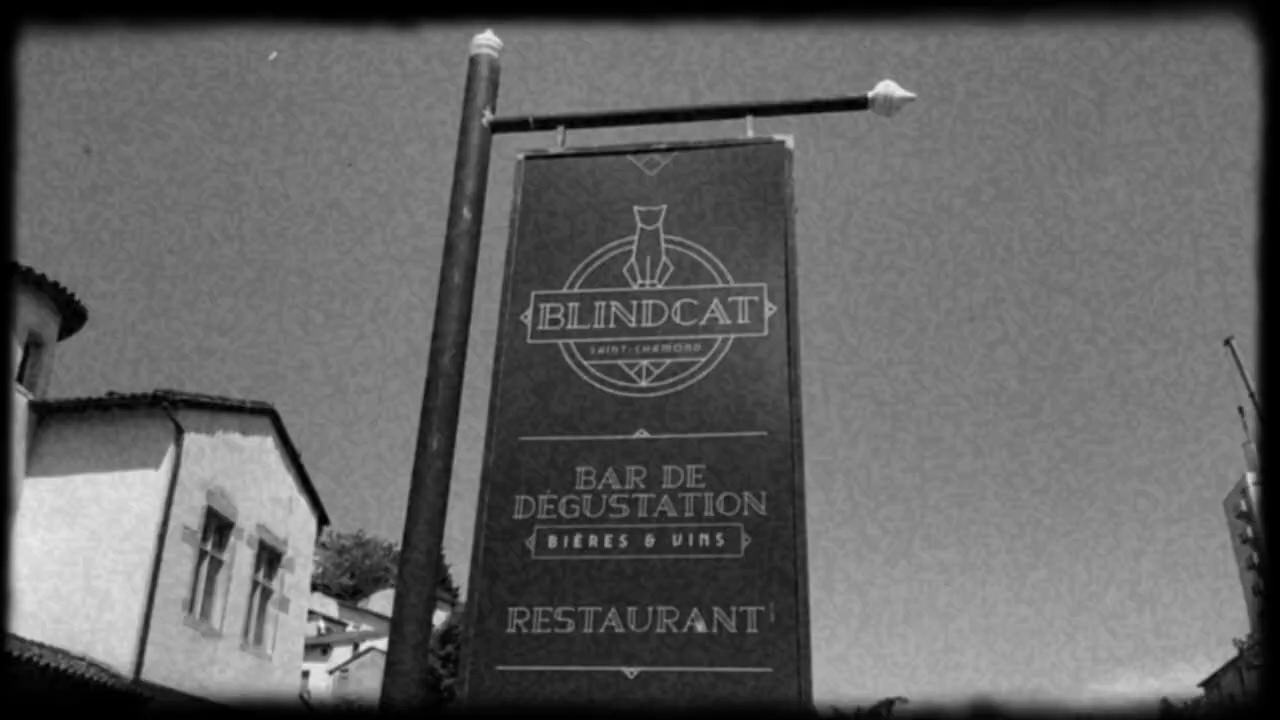 BLINDCAT
SAINT-CHAMOND
BAR DE
DÉGUSTATION
BIÈRES & VINS
RESTAURANT